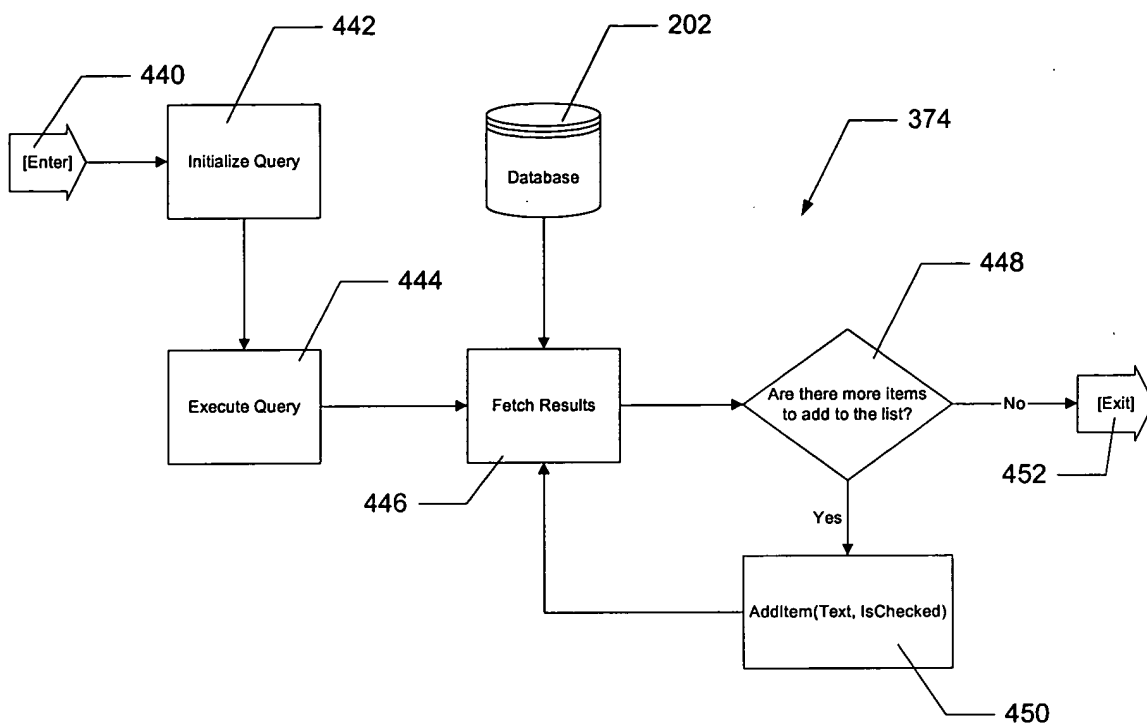 442
202
440
374
[Enter]
Initialize Query
Database
444
448
Execute Query
Fetch Results
Are there more items
to add to the list?
No
[Exit]
446
452
Yes
AddItem(Text, IsChecked)
450